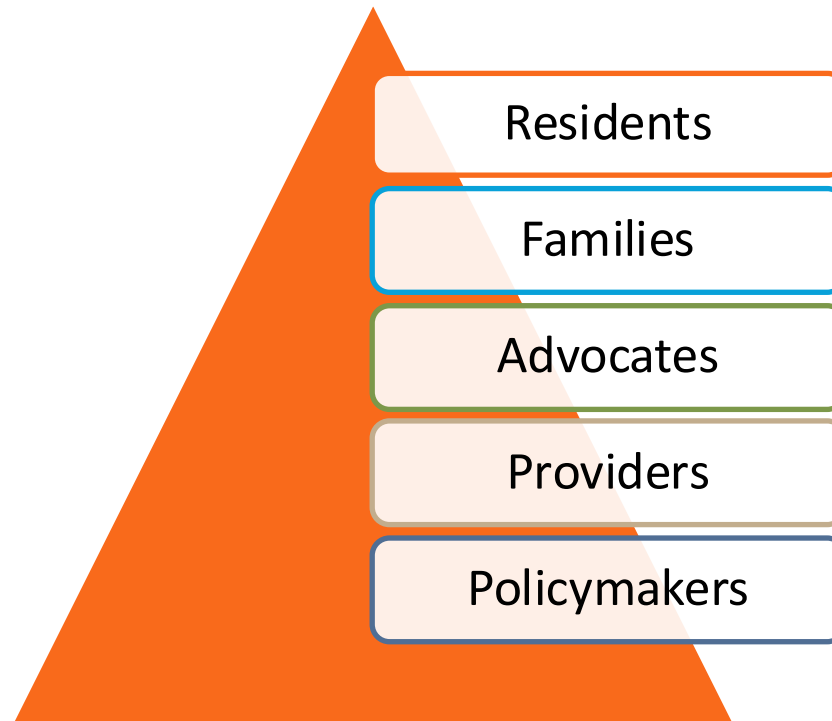 Residents
Families
Advocates
Providers
Policymakers